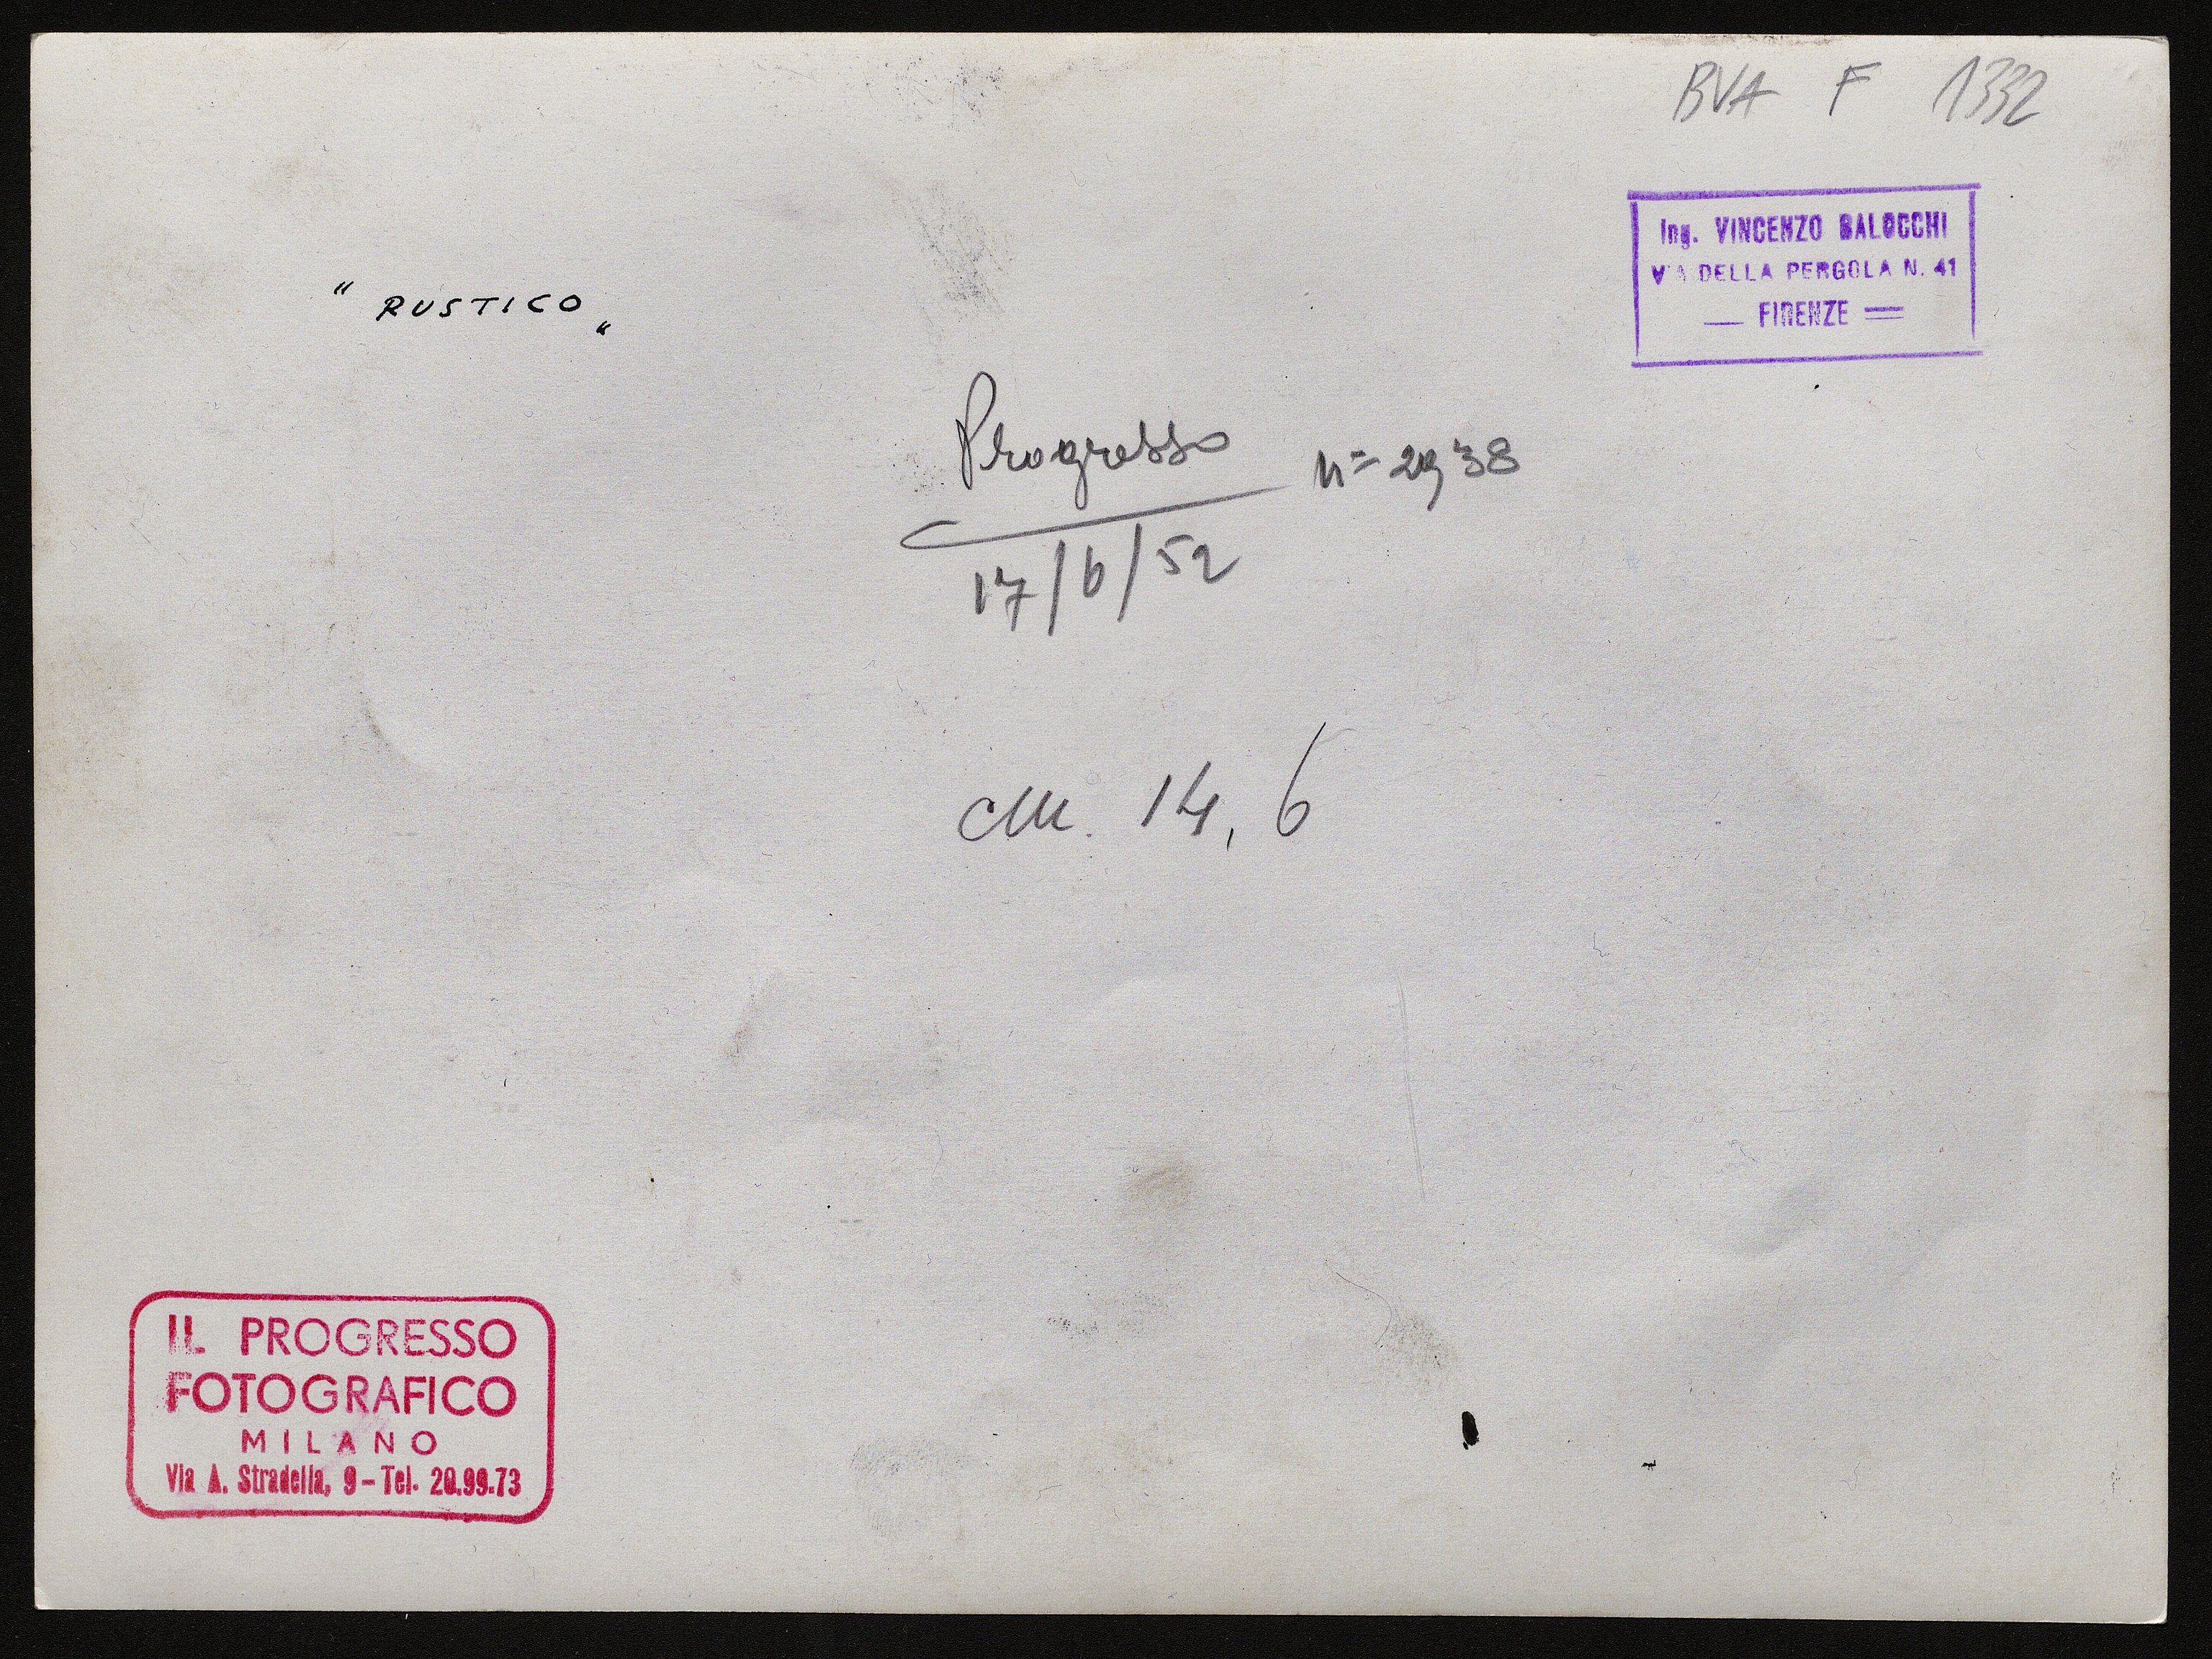 BVA F 1332
Ing. VINCENZO BALOCCHI
VIA DELLA PERGOLA N. 41
FIRENZE
" RUSTICO "
Progresso n= 2938
17/6/52
cm. 14,6
IL PROGRESSO
FOTOGRAFICO
MILANO
Via A. Stradella, 9 - Tel. 20.99.73